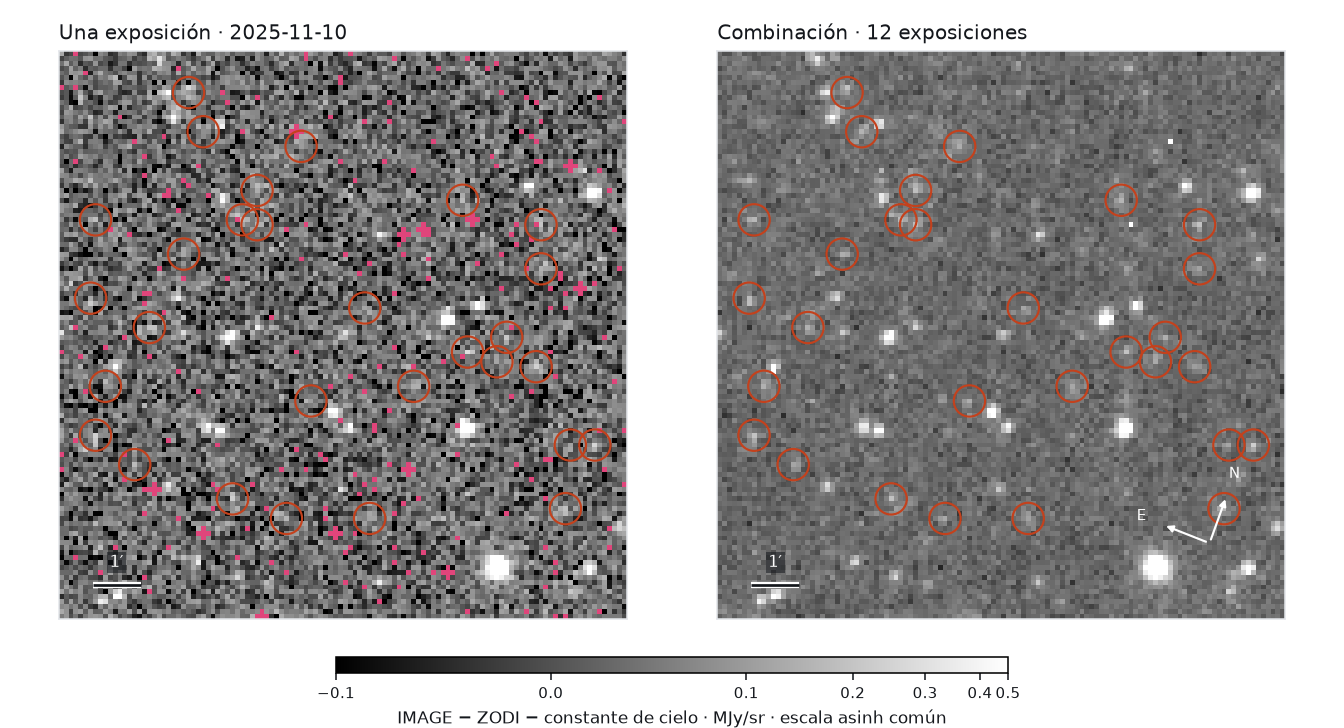 Una exposición · 2025-11-10
Combinación · 12 exposiciones
N
E
1′
1′
−0.1 0.0 0.1 0.2 0.3 0.4 0.5
IMAGE − ZODI − constante de cielo · MJy/sr · escala asinh común